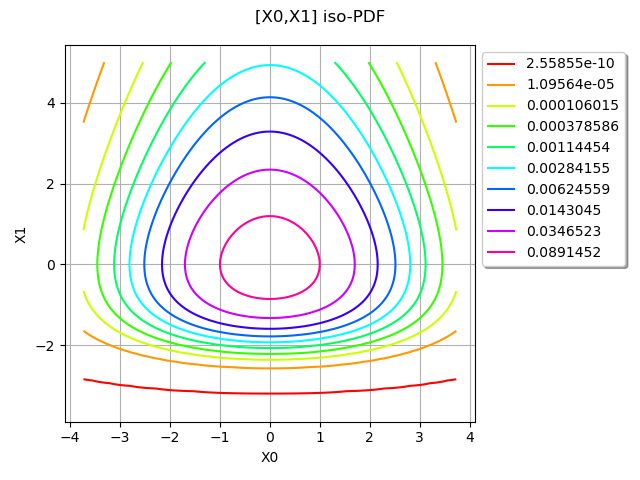 [X0,X1] iso-PDF
2.55855e-10
1.09564e-05
0.000106015
0.000378586
0.00114454
0.00284155
0.00624559
0.0143045
0.0346523
0.0891452
4
2
0
−2
X1
−4 −3 −2 −1 0 1 2 3 4
X0